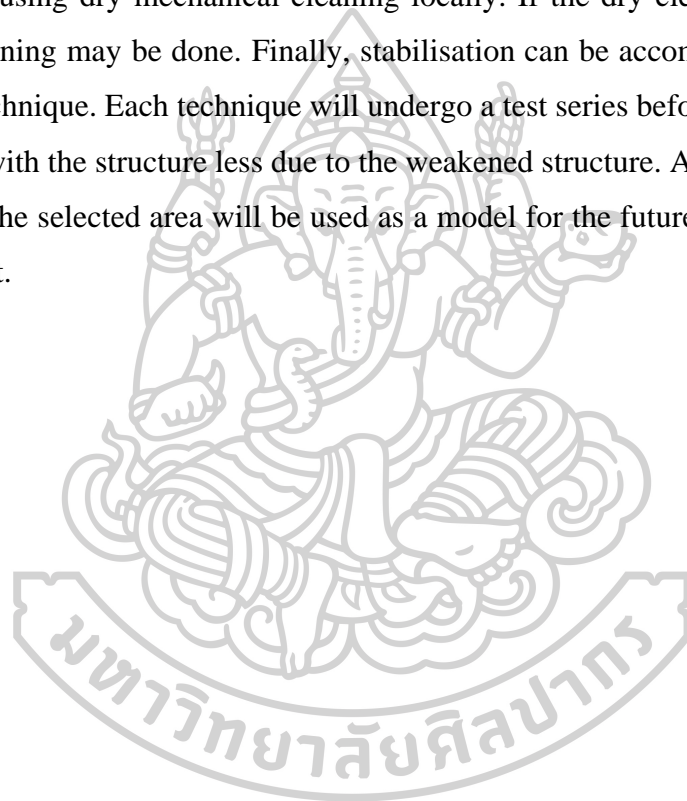 using dry mechanical cleaning locally. If the dry cle
ning may be done. Finally, stabilisation can be accon
chnique. Each technique will undergo a test series befo
with the structure less due to the weakened structure. A
he selected area will be used as a model for the future
t.
มหาวิทยาลัยศิลปากร